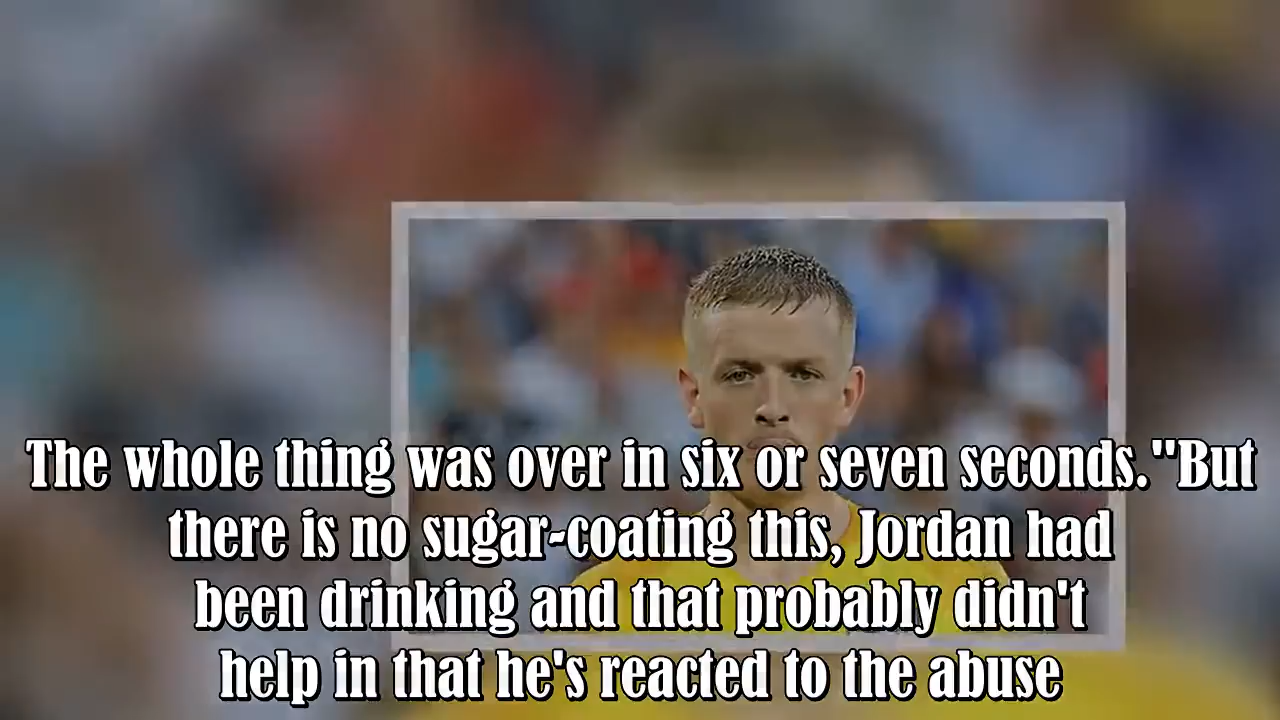 The whole thing was over in six or seven seconds."But
there is no sugar-coating this, Jordan had
been drinking and that probably didn't
help in that he's reacted to the abuse